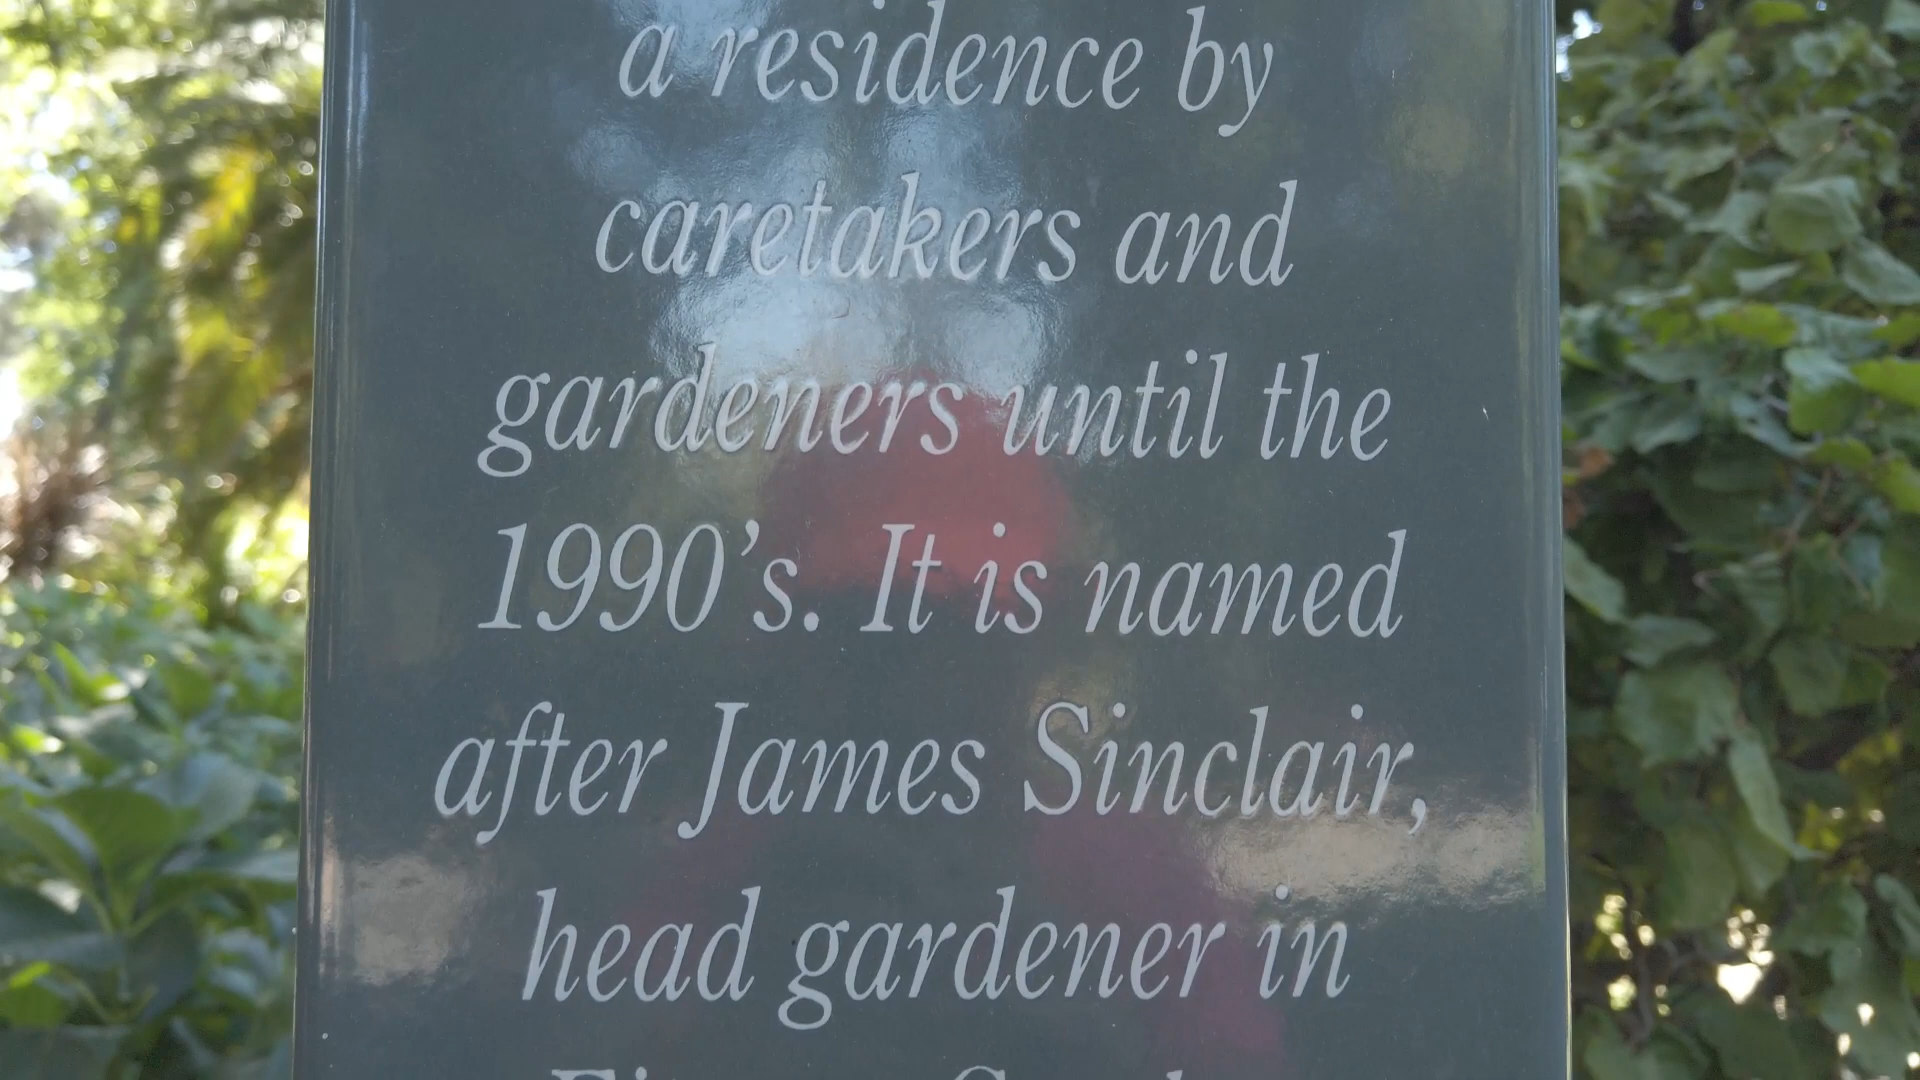 a residence by
caretakers and
gardeners until the
1990's. It is named
after James Sinclair,
head gardener in